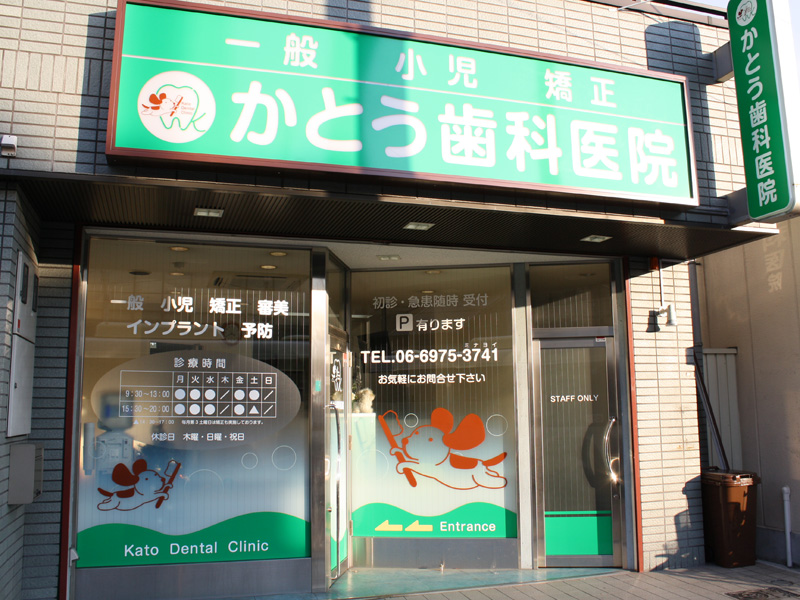 一般 小児 矯正
かとう歯科医院
かとう歯科医院
一般 小児 矯正 審美
インプラント 予防
診療時間
月 火 水 木 金 土 日
9:30~13:00 ● ● ● / ● ● /
15:00~20:00 ● ● ● / ● ▲ /
休診日 木曜・日曜・祝日
Kato Dental Clinic
初診・急患随時 受付
P 有ります
ミナヨイ
TEL.06-6975-3741
お気軽にお問合せ下さい
Entrance
STAFF ONLY